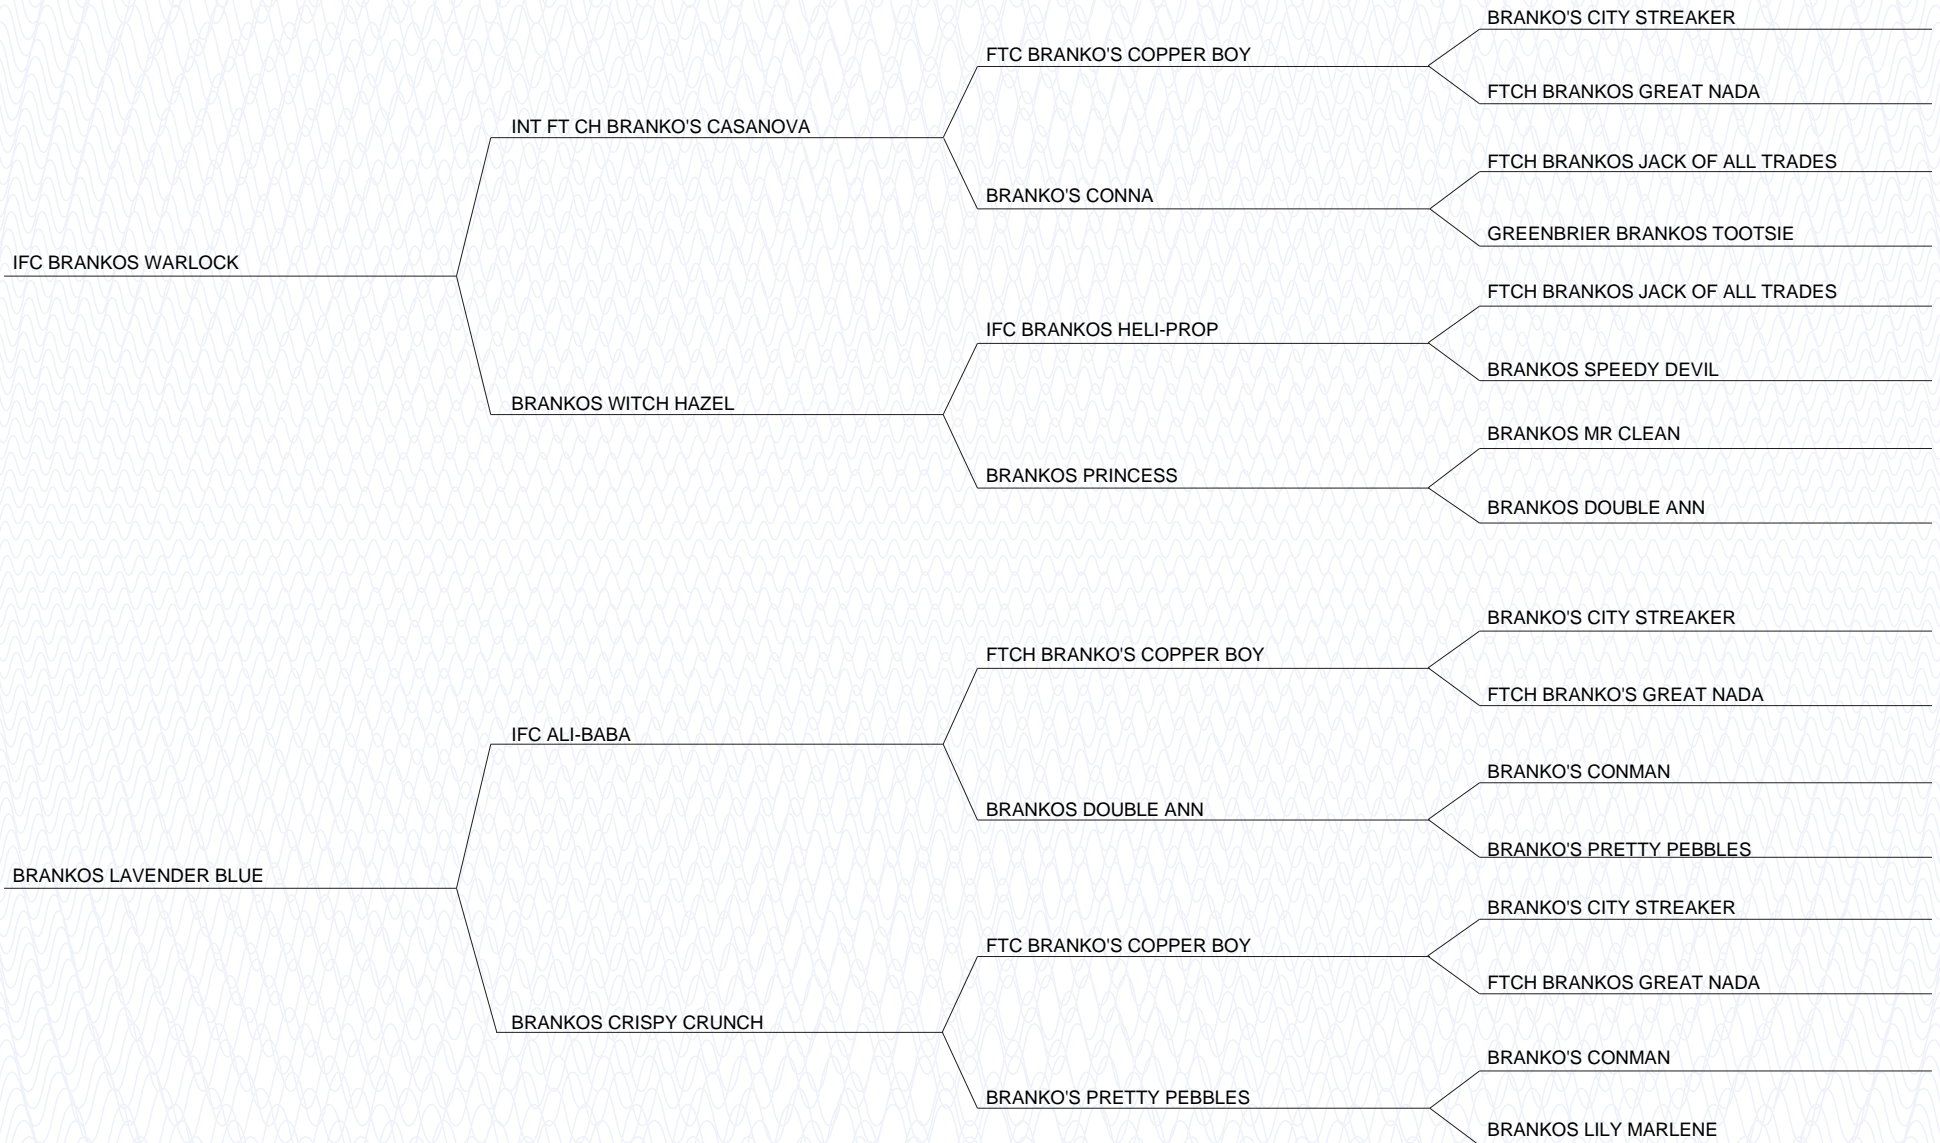 BRANKO'S CITY STREAKER
FTC BRANKO'S COPPER BOY
FTCH BRANKOS GREAT NADA
INT FT CH BRANKO'S CASANOVA
FTCH BRANKOS JACK OF ALL TRADES
BRANKO'S CONNA
GREENBRIER BRANKOS TOOTSIE
IFC BRANKOS WARLOCK
FTCH BRANKOS JACK OF ALL TRADES
IFC BRANKOS HELI-PROP
BRANKOS SPEEDY DEVIL
BRANKOS WITCH HAZEL
BRANKOS MR CLEAN
BRANKOS PRINCESS
BRANKOS DOUBLE ANN
BRANKO'S CITY STREAKER
FTCH BRANKO'S COPPER BOY
FTCH BRANKO'S GREAT NADA
IFC ALI-BABA
BRANKO'S CONMAN
BRANKOS DOUBLE ANN
BRANKO'S PRETTY PEBBLES
BRANKOS LAVENDER BLUE
BRANKO'S CITY STREAKER
FTC BRANKO'S COPPER BOY
FTCH BRANKOS GREAT NADA
BRANKOS CRISPY CRUNCH
BRANKO'S CONMAN
BRANKO'S PRETTY PEBBLES
BRANKOS LILY MARLENE